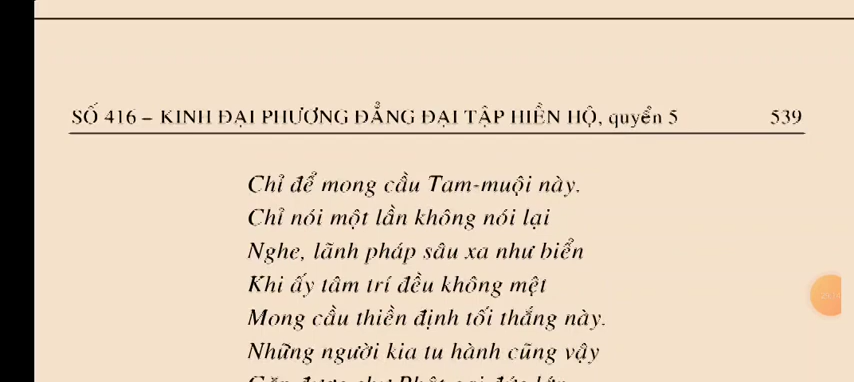 SỐ 416 – KINH ĐẠI PHƯƠNG ĐẲNG ĐẠI TẬP HIỀN HỘ, quyển 5 539
Chỉ để mong cầu Tam-muội này.
Chỉ nói một lần không nói lại
Nghe, lãnh pháp sâu xa như biển
Khi ấy tâm trí đều không mệt
Mong cầu thiền định tối thắng này.
Những người kia tu hành cũng vậy